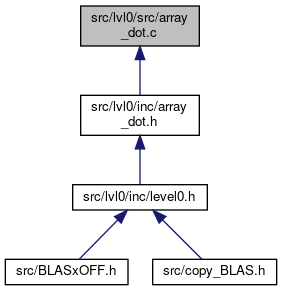 src/lvl0/src/array
_dot.c
src/lvl0/inc/array
_dot.h
src/lvl0/inc/level0.h
src/BLASxOFF.h
src/copy_BLAS.h